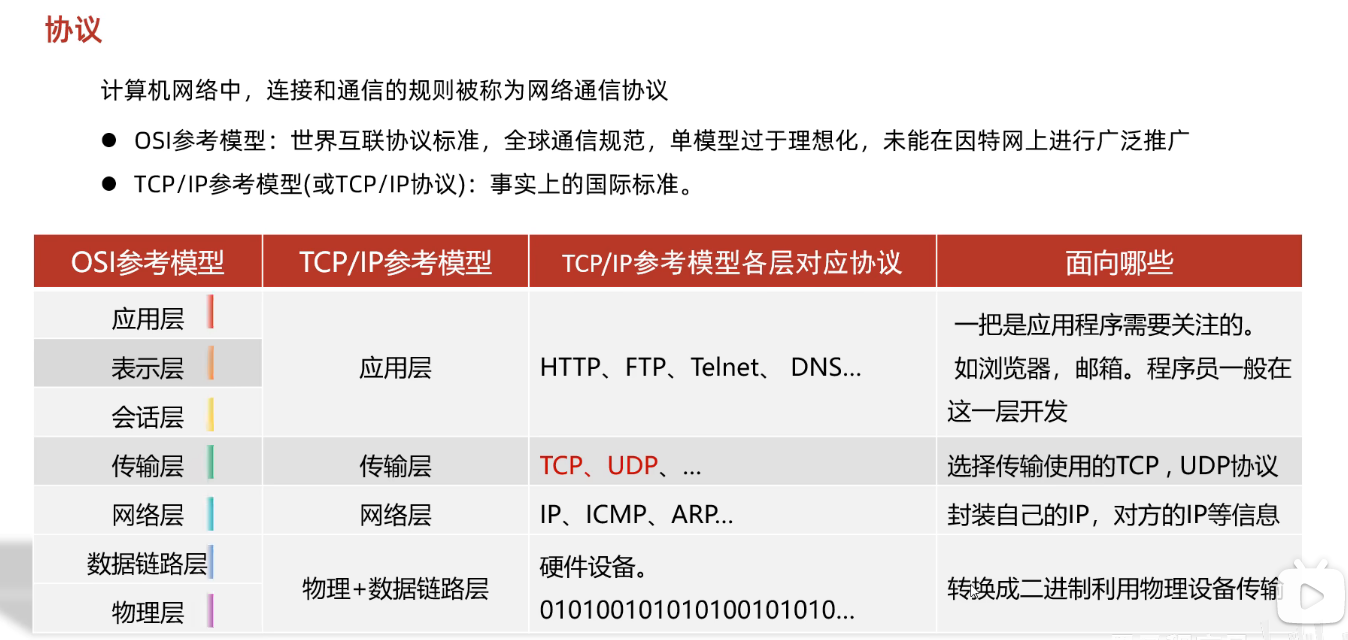 协议
计算机网络中，连接和通信的规则被称为网络通信协议
● OSI参考模型：世界互联协议标准，全球通信规范，单模型过于理想化，未能在因特网上进行广泛推广
● TCP/IP参考模型(或TCP/IP协议)：事实上的国际标准。
OSI参考模型 TCP/IP参考模型 TCP/IP参考模型各层对应协议 面向哪些
应用层
表示层
会话层
应用层
HTTP、FTP、Telnet、 DNS...
一把是应用程序需要关注的。
如浏览器，邮箱。程序员一般在
这一层开发
传输层 传输层 TCP、UDP、... 选择传输使用的TCP , UDP协议
网络层 网络层 IP、ICMP、ARP... 封装自己的IP，对方的IP等信息
数据链路层
物理层
物理+数据链路层
硬件设备。
010100101010100101010...
转换成二进制利用物理设备传输